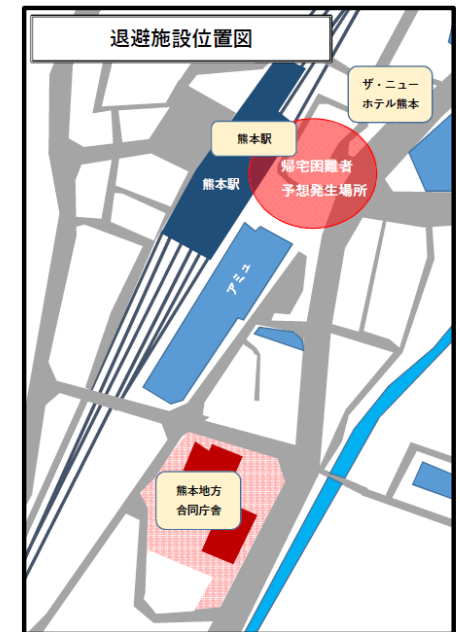 退避施設位置図
ザ・ニュー
ホテル熊本
熊本駅
帰宅困難者
熊本駅
予想発生場所
アミュ
熊本地方
合同庁舎